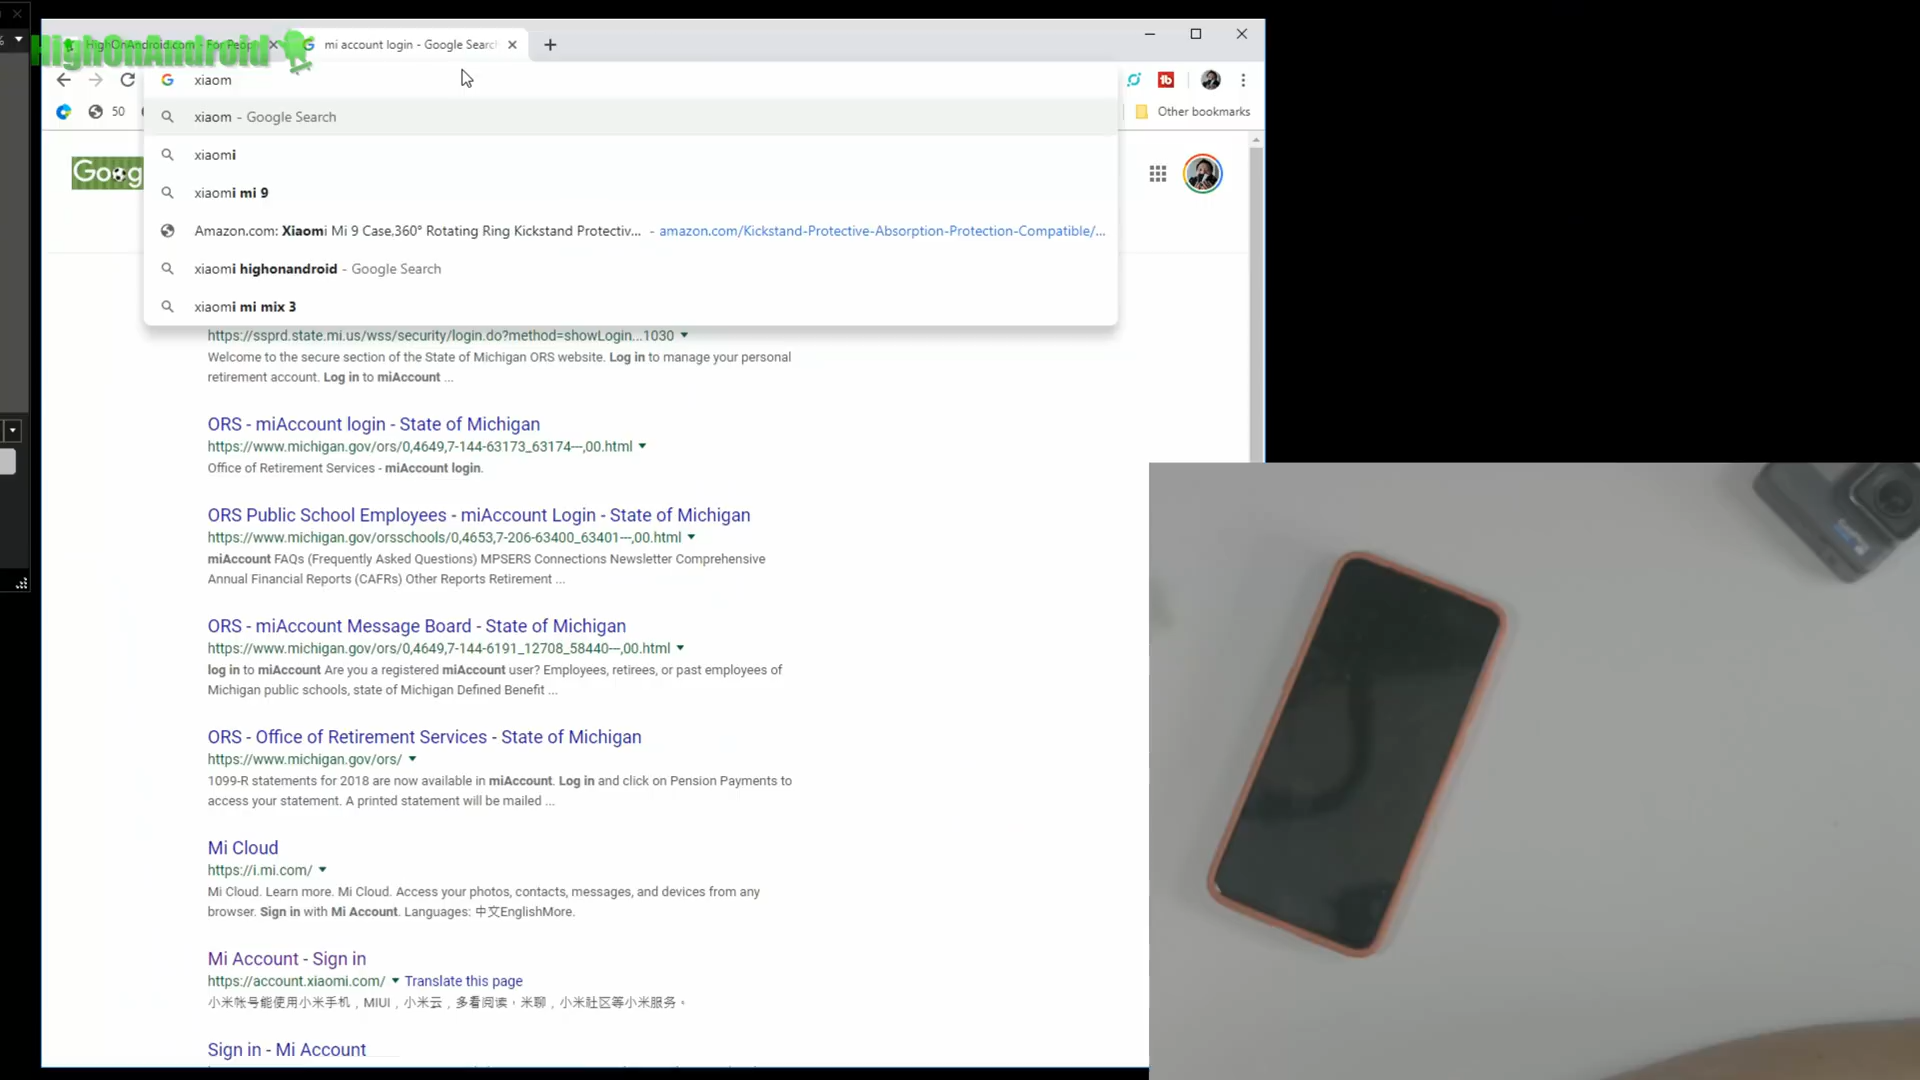 HighOnAndroid
HighOnAndroid.com - For Peop
mi account login - Google Search
xiaom
50
Other bookmarks
xiaom - Google Search
xiaomi
xiaomi mi 9
Amazon.com: Xiaomi Mi 9 Case,360° Rotating Ring Kickstand Protectiv... - amazon.com/Kickstand-Protective-Absorption-Protection-Compatible/...
xiaomi highonandroid - Google Search
xiaomi mi mix 3
Goog
https://ssprd.state.mi.us/wss/security/login.do?method=showLogin...1030
Welcome to the secure section of the State of Michigan ORS website. Log in to manage your personal
retirement account. Log in to miAccount ...
ORS - miAccount login - State of Michigan
https://www.michigan.gov/ors/0,4649,7-144-63173_63174---,00.html
Office of Retirement Services - miAccount login.
ORS Public School Employees - miAccount Login - State of Michigan
https://www.michigan.gov/orsschools/0,4653,7-206-63400_63401---,00.html
miAccount FAQs (Frequently Asked Questions) MPSERS Connections Newsletter Comprehensive
Annual Financial Reports (CAFRs) Other Reports Retirement ...
ORS - miAccount Message Board - State of Michigan
https://www.michigan.gov/ors/0,4649,7-144-6191_12708_58440---,00.html
log in to miAccount Are you a registered miAccount user? Employees, retirees, or past employees of
Michigan public schools, state of Michigan Defined Benefit ...
ORS - Office of Retirement Services - State of Michigan
https://www.michigan.gov/ors/
1099-R statements for 2018 are now available in miAccount. Log in and click on Pension Payments to
access your statement. A printed statement will be mailed ...
Mi Cloud
https://i.mi.com/
Mi Cloud. Learn more. Mi Cloud. Access your photos, contacts, messages, and devices from any
browser. Sign in with Mi Account. Languages: 中文EnglishMore.
Mi Account - Sign in
https://account.xiaomi.com/ Translate this page
小米帐号能使用小米手机，MIUI，小米云，多看阅读，米聊，小米社区等小米服务。
Sign in - Mi Account